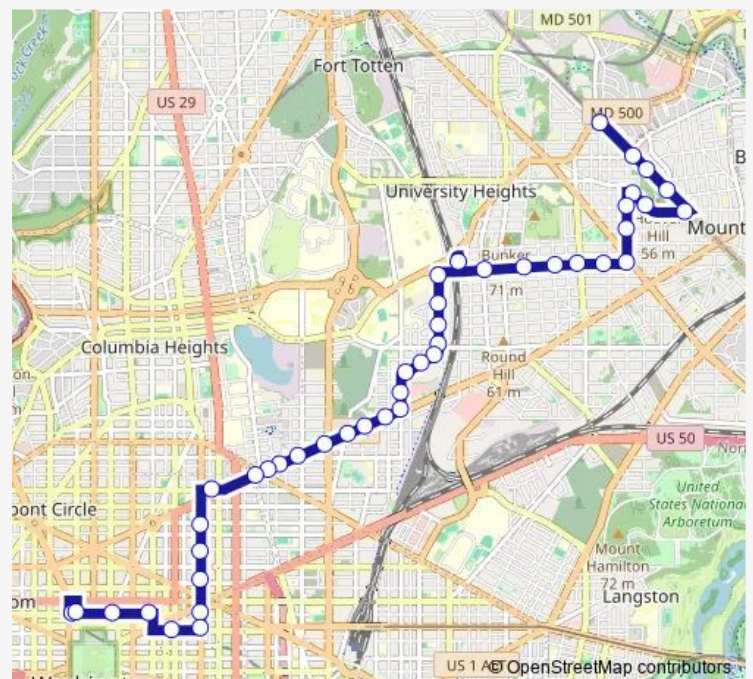 MD 501
Fort Totten
US 29
MD 500
University Heights
Mount
Hill
56 m
Bunker
71 m
Columbia Heights
Round
Hill
61 m
US 50
pont Circle
United
States National
Arboretum
Mount
Hamilton
72 m
Langston
om
US 1 A
© OpenStreetMap contributors